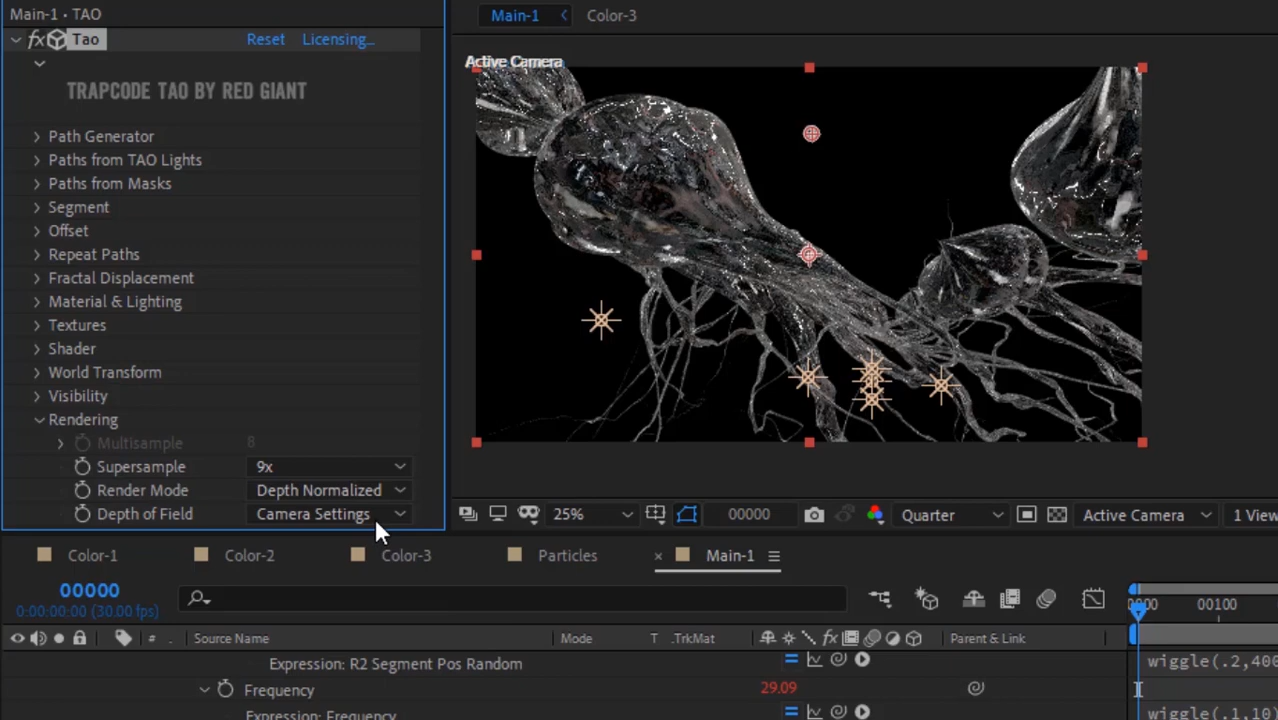 Main-1 • TAO
fx Tao Reset Licensing...
TRAPCODE TAO BY RED GIANT
Path Generator
Paths from TAO Lights
Paths from Masks
Segment
Offset
Repeat Paths
Fractal Displacement
Material & Lighting
Textures
Shader
World Transform
Visibility
Rendering
Multisample 8
Supersample 9x
Render Mode Depth Normalized
Depth of Field Camera Settings
Main-1 Color-3
Active Camera
25% 00000 Quarter Active Camera 1 View
Color-1 Color-2 Color-3 Particles × Main-1
00000
0:00:00:00 (30.00 fps)
0000 00100
# . Source Name Mode T .TrkMat fx Parent & Link
Expression: R2 Segment Pos Random wiggle(.2,400
Frequency 29.09
Expression: Frequency wiggle(.1,10)